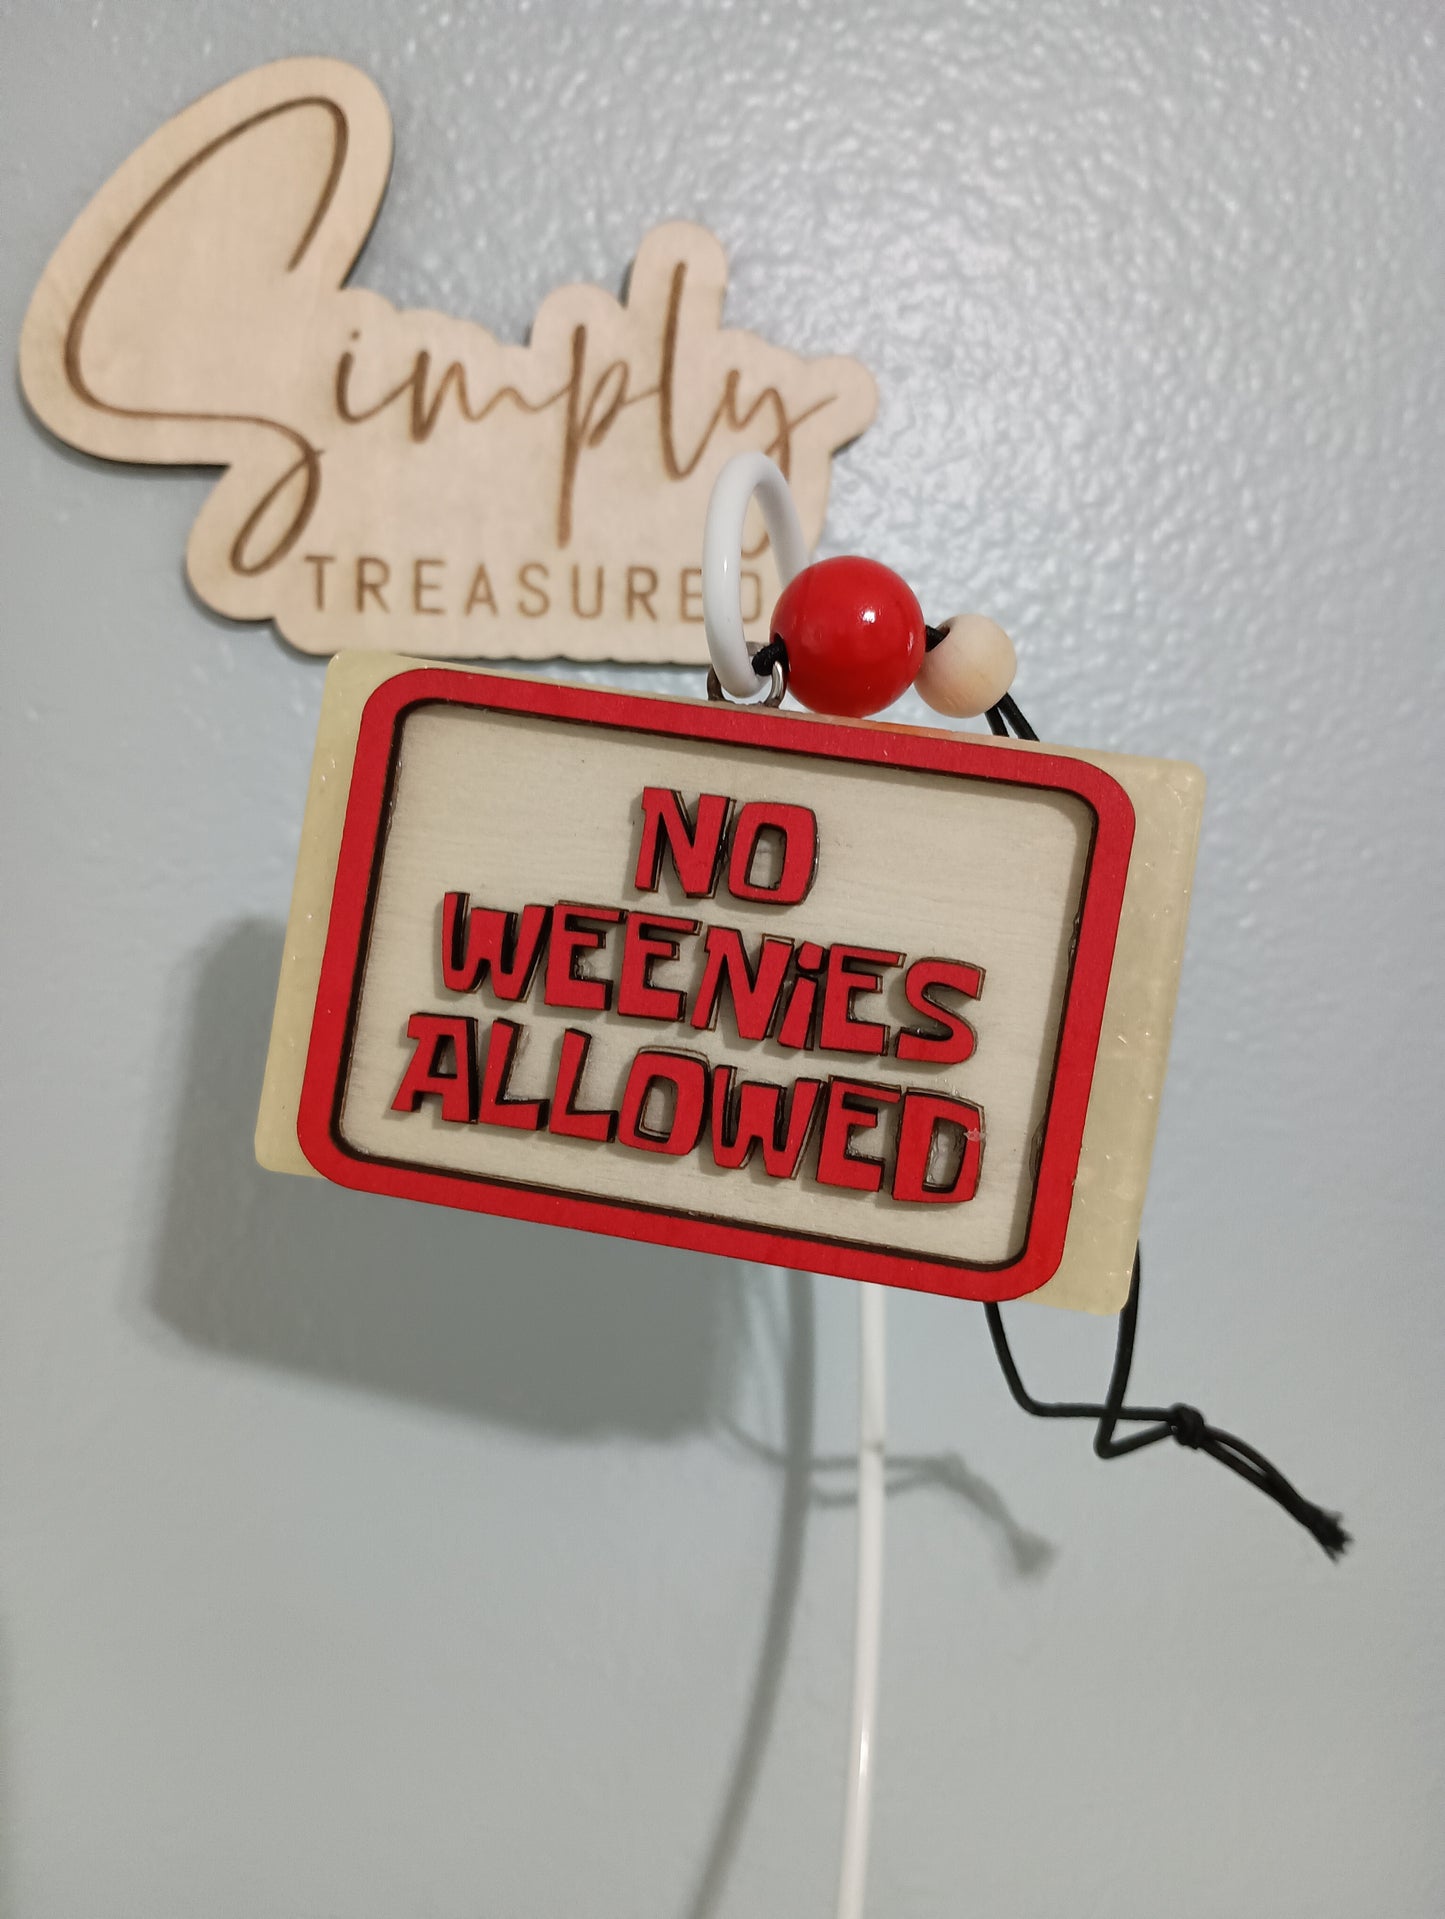 Simply
TREASURED
NO
WEENiES
ALLOWED